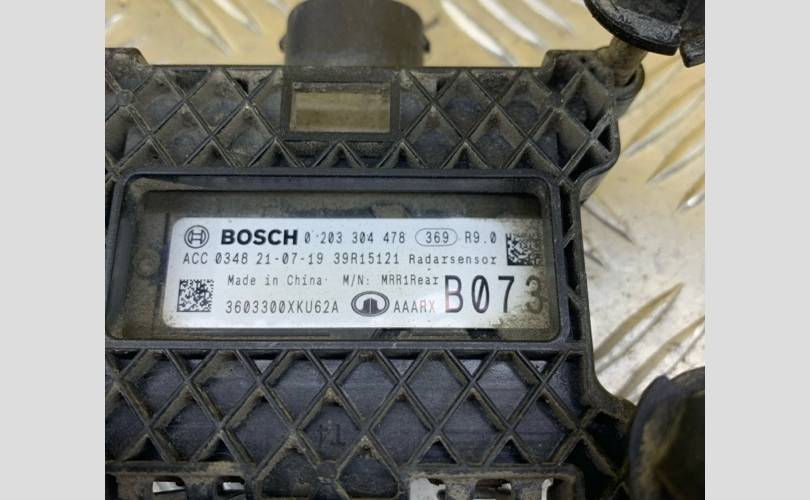 BOSCH 0 203 304 478 369 R9.0
ACC 0348 21-07-19 39R15121 Radarsensor
Made in China M/N: MRR1Rear
3603300XKU62A AAARX B073
T4